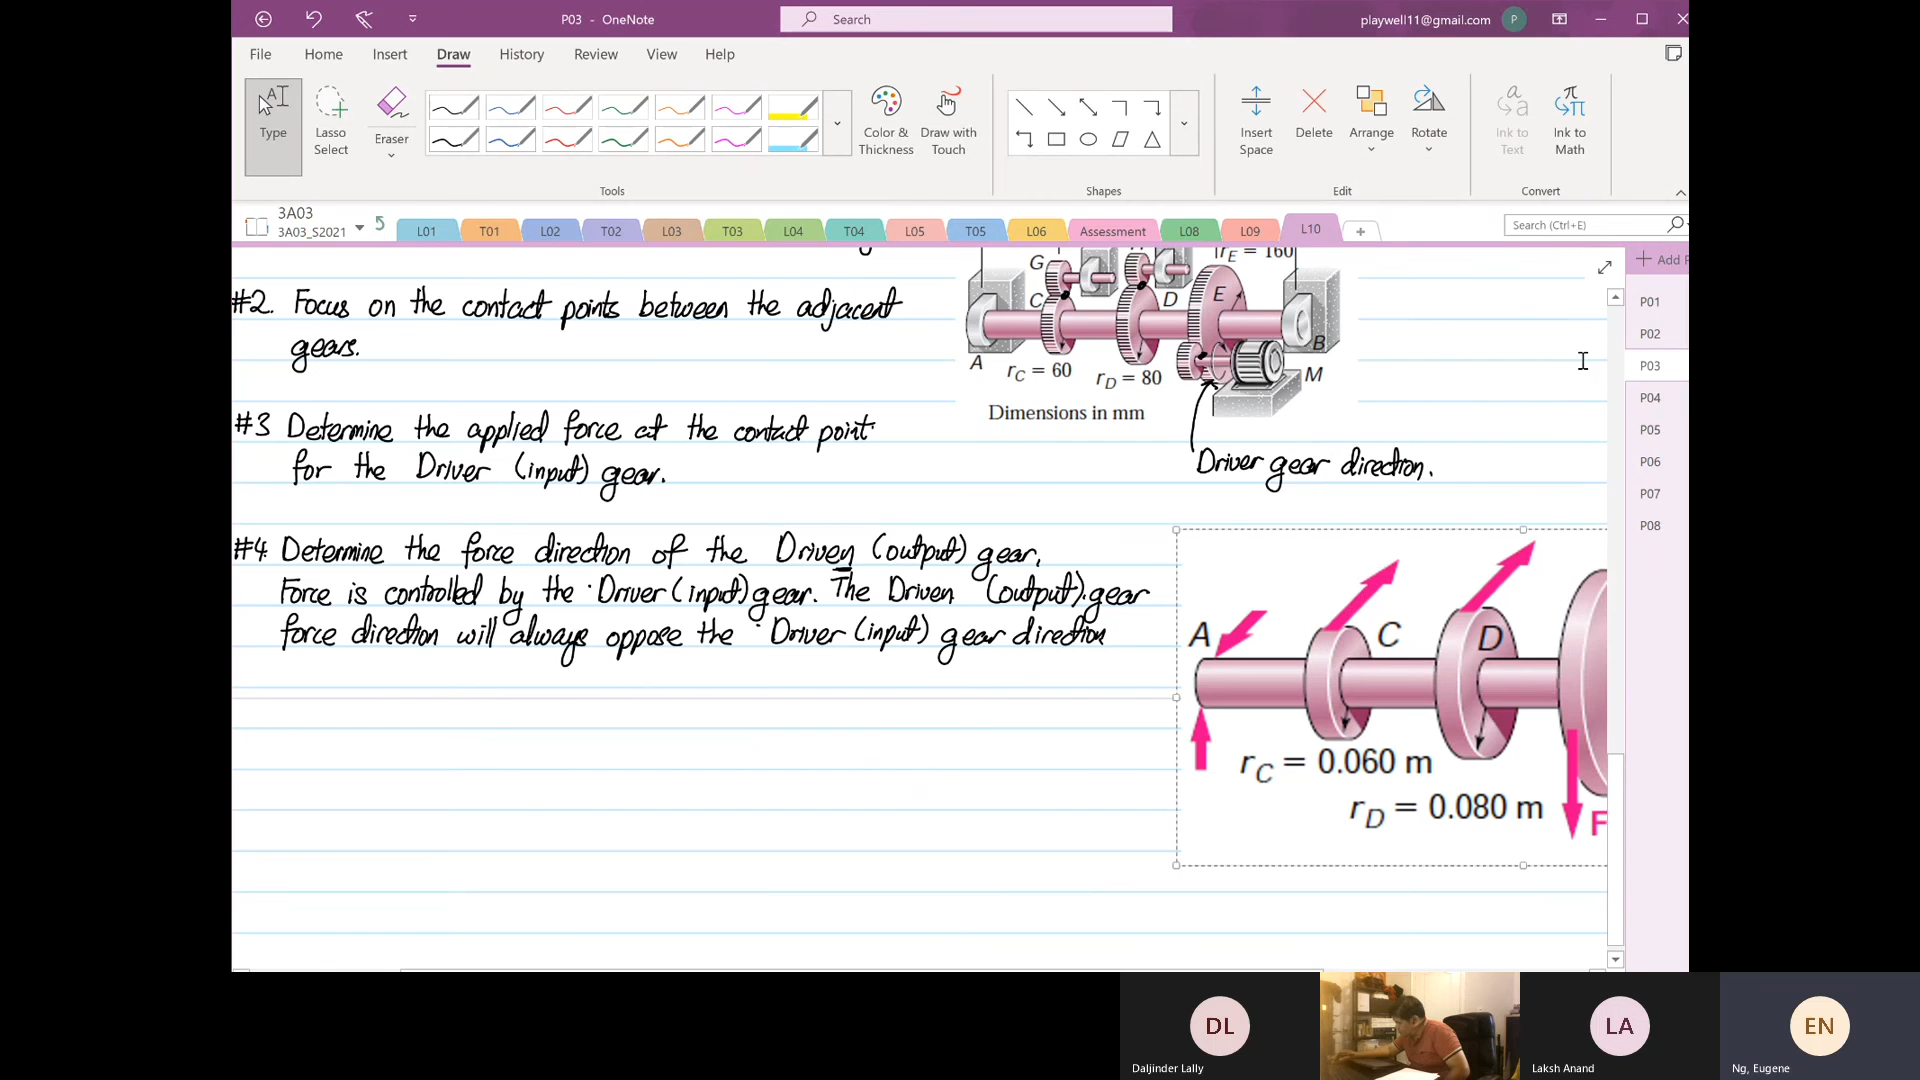 P03 - OneNote
Search
playwell11@gmail.com
P
File
Home
Insert
Draw
History
Review
View
Help
Type
Lasso Select
Eraser
Color & Thickness
Draw with Touch
Insert Space
Delete
Arrange
Rotate
Ink to Text
Ink to Math
Tools
Shapes
Edit
Convert
3A03
3A03_S2021
L01
T01
L02
T02
L03
T03
L04
T04
L05
T05
L06
Assessment
L08
L09
L10
Search (Ctrl+E)
Add P
P01
P02
P03
P04
P05
P06
P07
P08
#2. Focus on the contact points between the adjacent
gears.
#3 Determine the applied force at the contact point
for the Driver (input) gear.
#4. Determine the force direction of the Driven (output) gear.
Force is controlled by the Driver (input) gear. The Driven (output) gear
force direction will always oppose the Driver (input) gear direction
rE = 160
G
C
D
E
A
B
M
rC = 60
rD = 80
Dimensions in mm
Driver gear direction.
A
C
D
rC = 0.060 m
rD = 0.080 m
F
DL
LA
EN
Daljinder Lally
Laksh Anand
Ng, Eugene